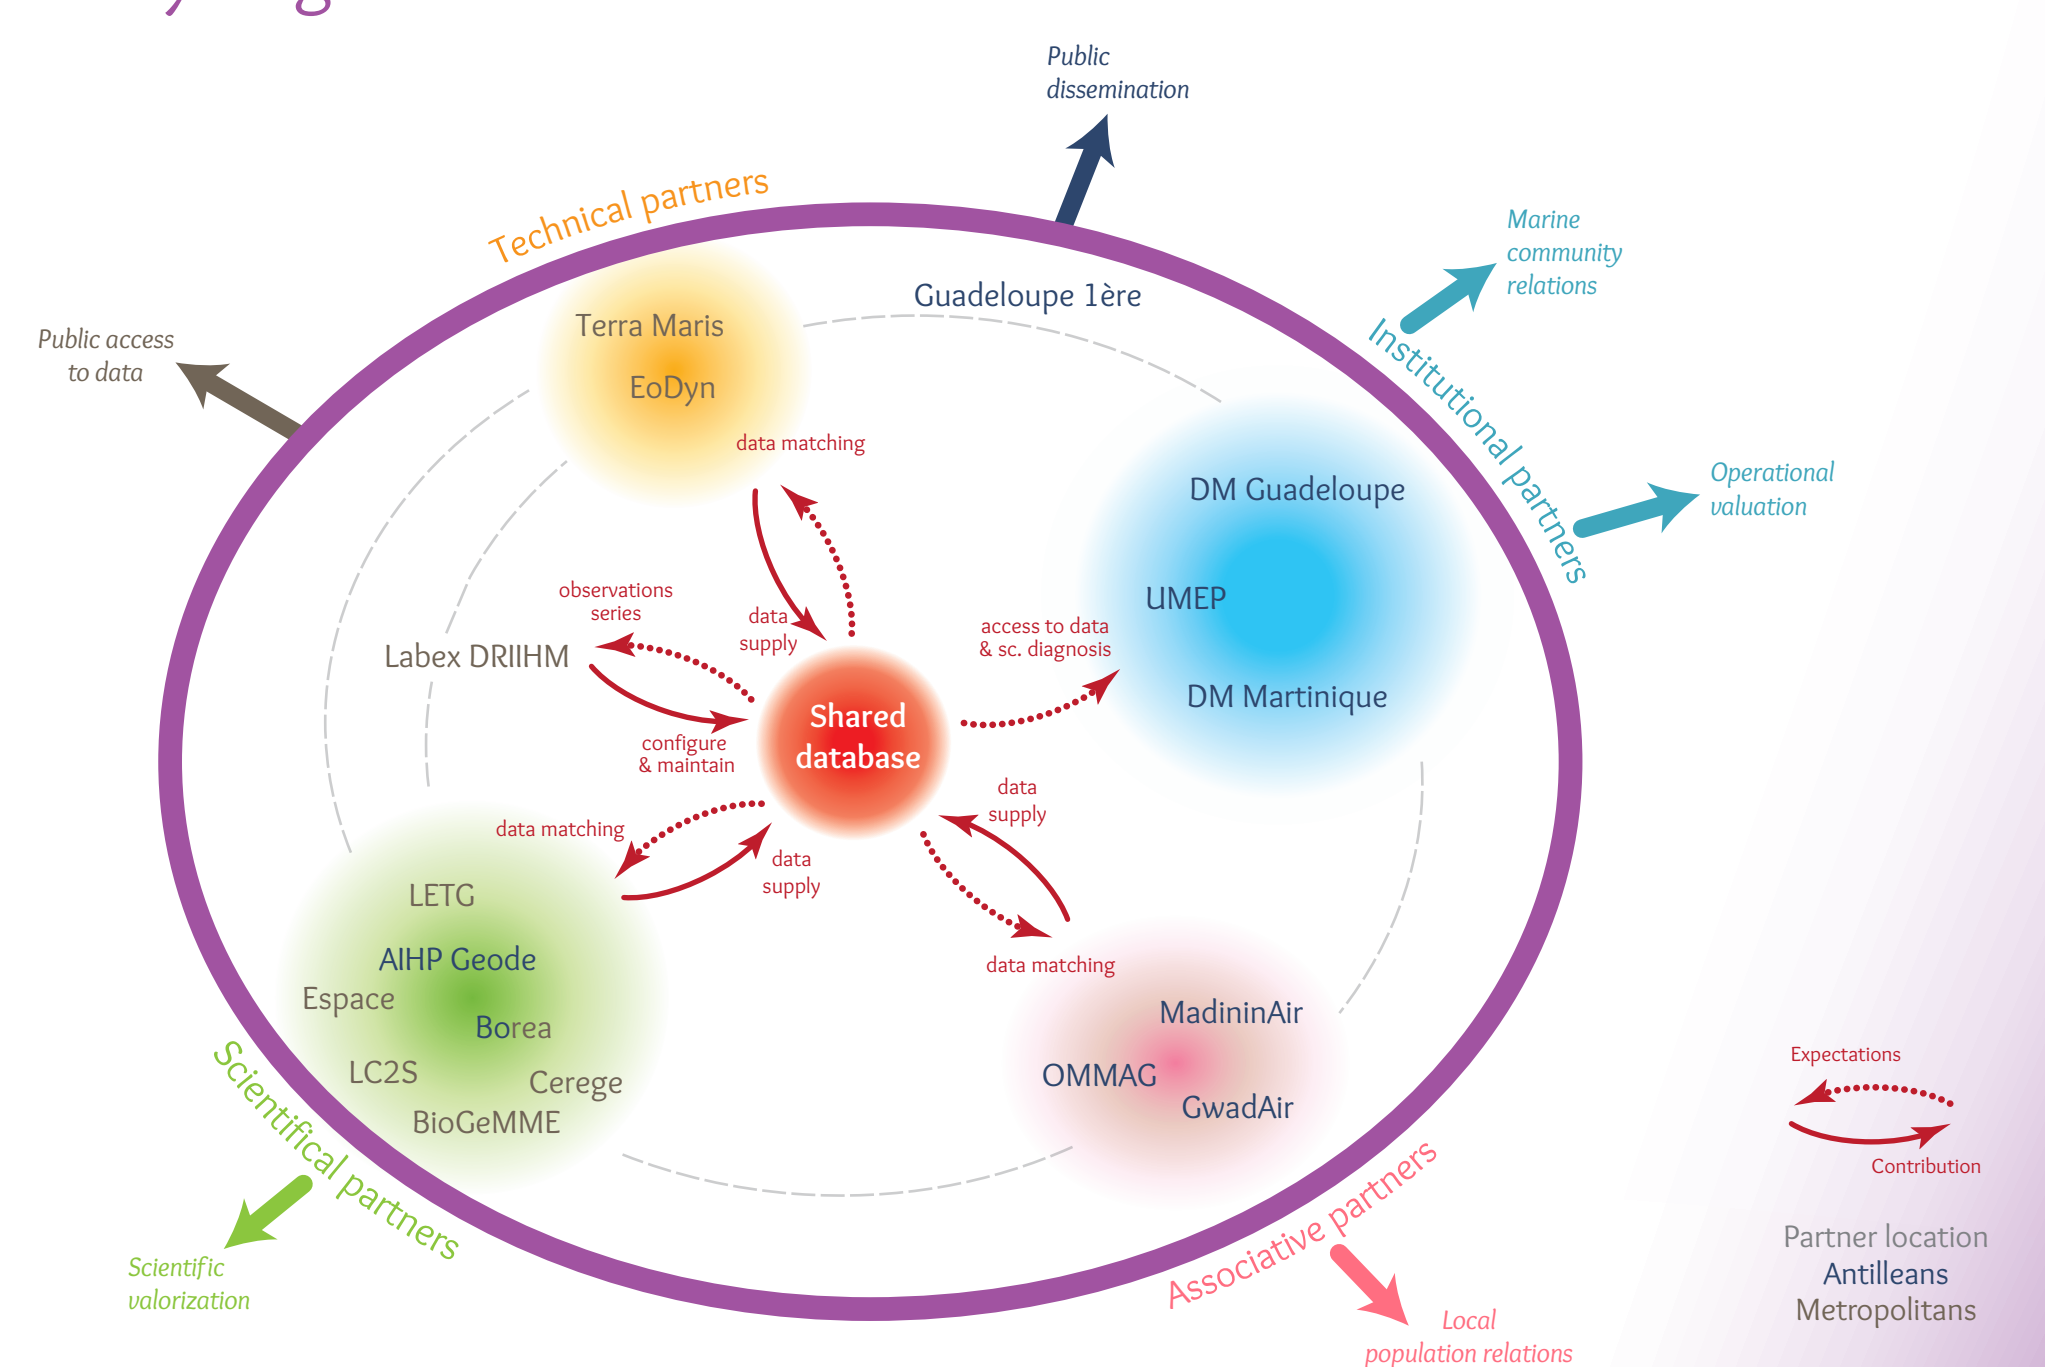 Public
dissemination
Technical partners
Marine
community
relations
Guadeloupe 1ère
Institutional partners
Public access
to data
Terra Maris
EoDyn
data matching
Operational
valuation
DM Guadeloupe
UMEP
DM Martinique
observations
series
data
supply
access to data
& sc. diagnosis
Labex DRIIHM
Shared
database
configure
& maintain
data
supply
data matching
data
supply
LETG
AIHP Geode
Espace
Borea
LC2S
Cerege
BioGeMME
data matching
MadininAir
OMMAG
GwadAir
Scientifical partners
Associative partners
Scientific
valorization
Local
population relations
Expectations
Contribution
Partner location
Antilleans
Metropolitans